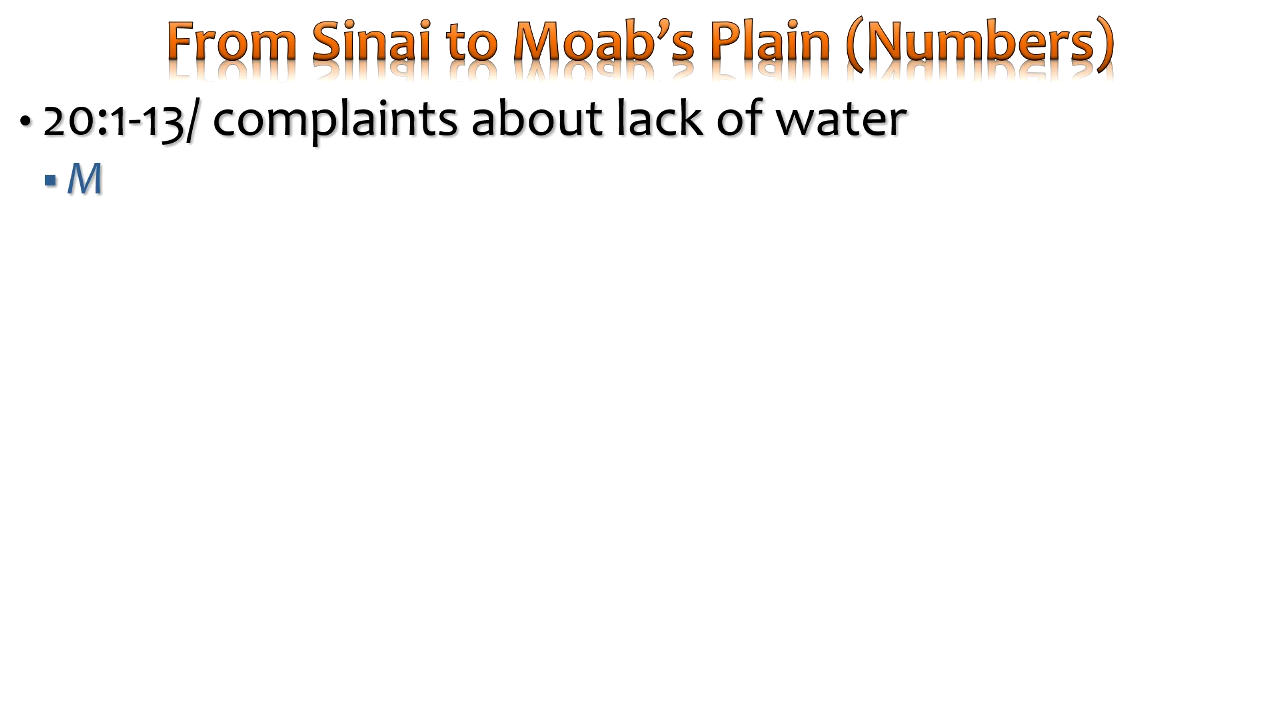 From Sinai to Moab’s Plain (Numbers)
• 20:1-13/ complaints about lack of water
▪ M